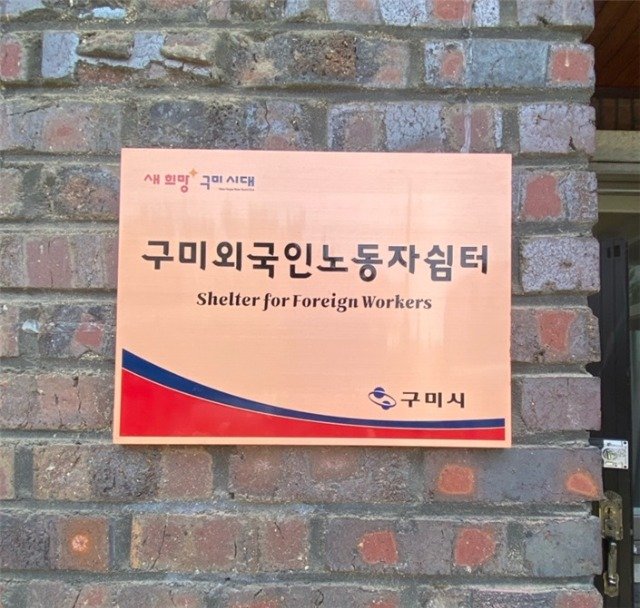 새 희망 구미 시대
구미외국인노동자쉼터
Shelter for Foreign Workers
구미시